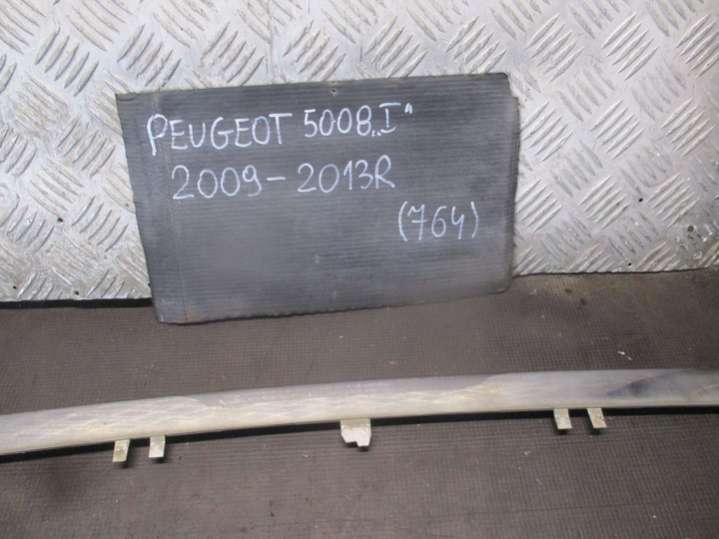 PEUGEOT 5008 „I"
2009-2013R
(764)